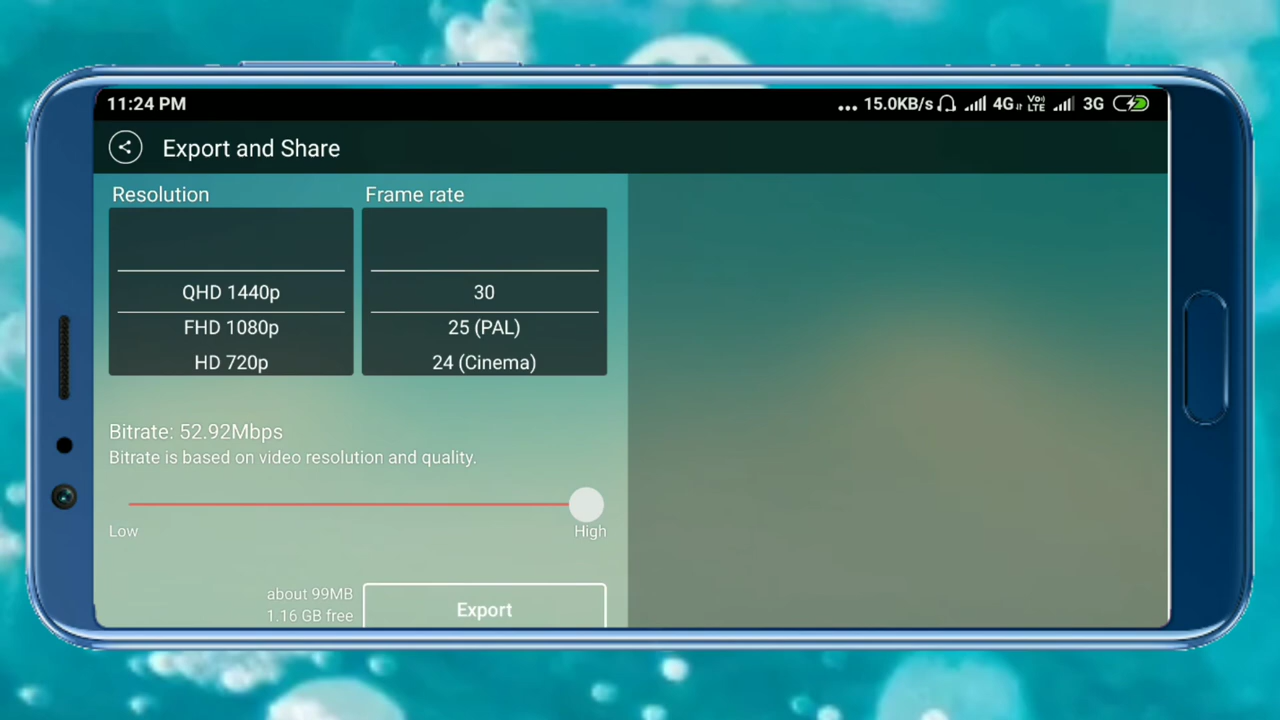 11:24 PM
... 15.0KB/s 4G Vo) LTE 3G
Export and Share
Resolution
Frame rate
QHD 1440p
FHD 1080p
HD 720p
30
25 (PAL)
24 (Cinema)
Bitrate: 52.92Mbps
Bitrate is based on video resolution and quality.
Low
High
about 99MB
1.16 GB free
Export